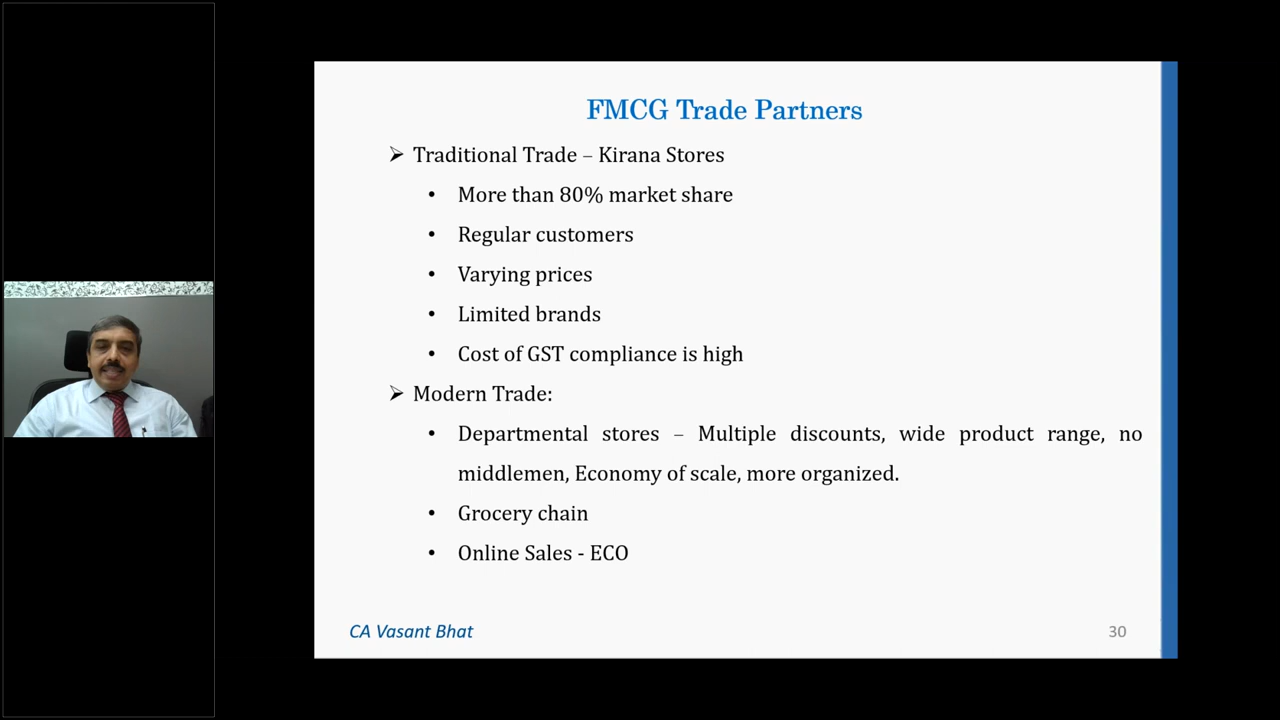 FMCG Trade Partners
➢ Traditional Trade – Kirana Stores
• More than 80% market share
• Regular customers
• Varying prices
• Limited brands
• Cost of GST compliance is high
➢ Modern Trade:
• Departmental stores – Multiple discounts, wide product range, no
middlemen, Economy of scale, more organized.
• Grocery chain
• Online Sales - ECO
CA Vasant Bhat
30